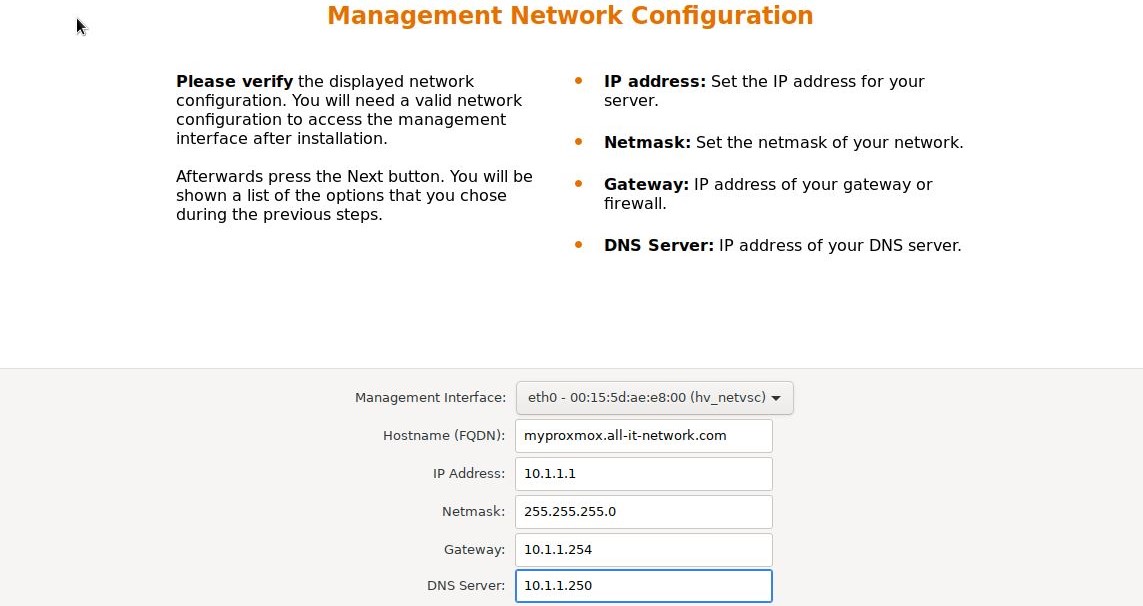 Management Network Configuration
Please verify the displayed network
configuration. You will need a valid network
configuration to access the management
interface after installation.
Afterwards press the Next button. You will be
shown a list of the options that you chose
during the previous steps.
IP address: Set the IP address for your
server.
Netmask: Set the netmask of your network.
Gateway: IP address of your gateway or
firewall.
DNS Server: IP address of your DNS server.
Management Interface: eth0 - 00:15:5d:ae:e8:00 (hv_netvsc)
Hostname (FQDN): myproxmox.all-it-network.com
IP Address: 10.1.1.1
Netmask: 255.255.255.0
Gateway: 10.1.1.254
DNS Server: 10.1.1.250